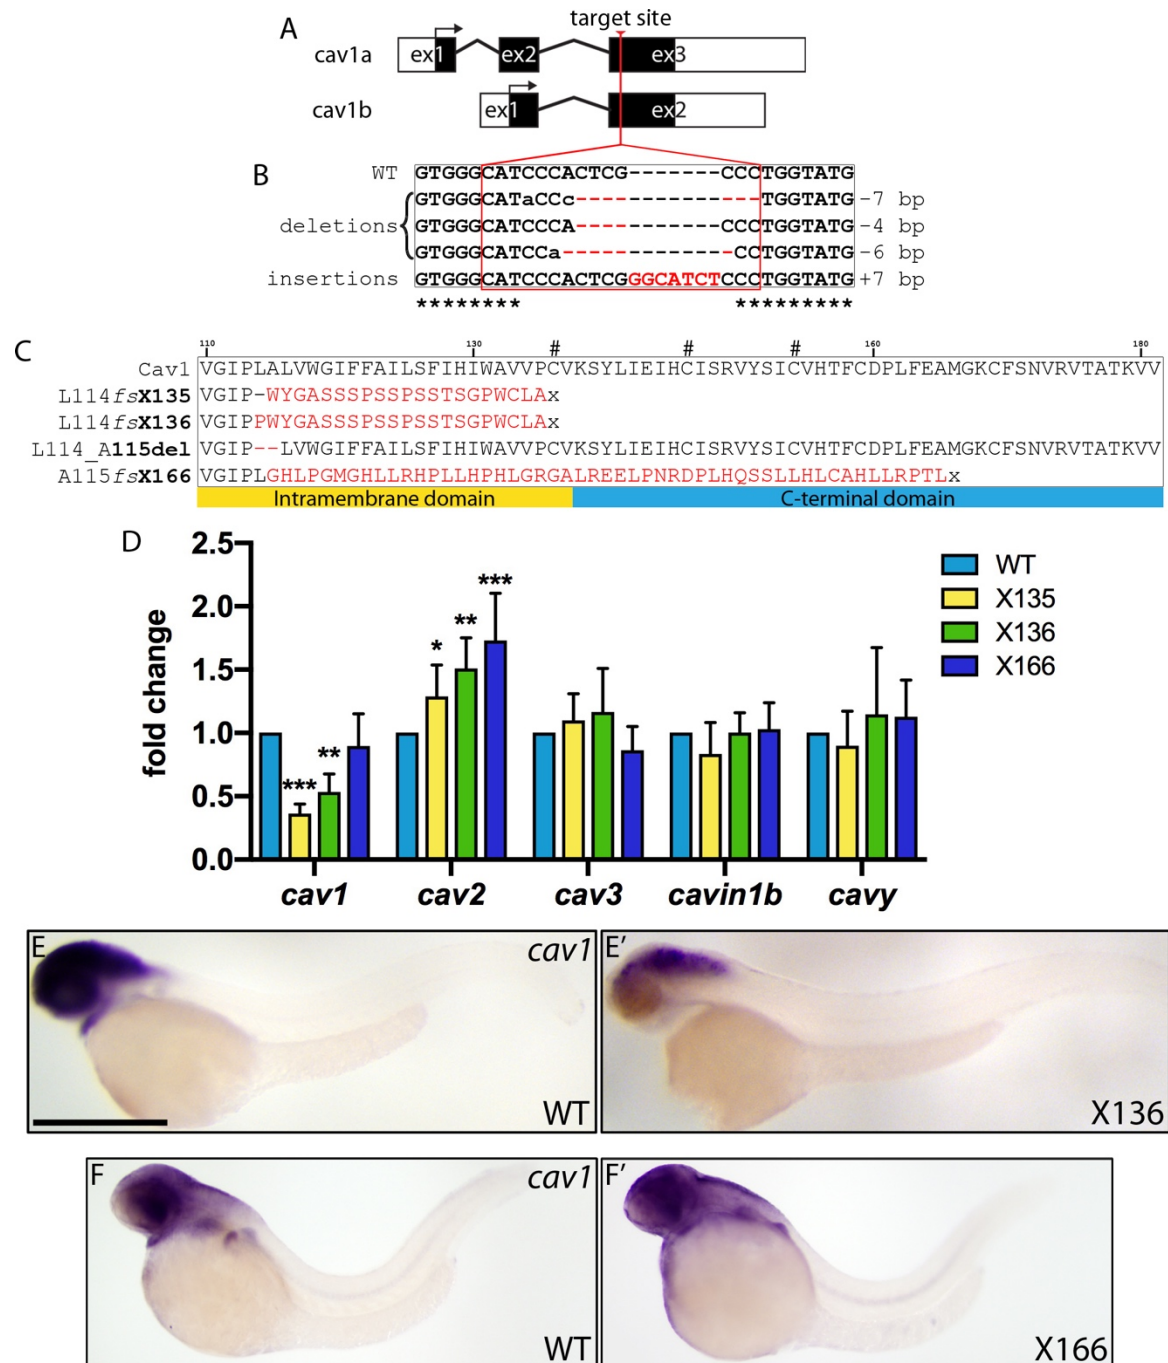 A
target site
cav1a
ex1
ex2
ex3
cav1b
ex1
ex2
B
WT GTGGGCATCCCACTCG-------CCCTGGTATG
deletions
GTGGGCATaCCc--------------TGGTATG -7 bp
GTGGGCATCCCA-----------CCCTGGTATG -4 bp
GTGGGCATCCa-------------CCTGGTATG -6 bp
insertions GTGGGCATCCCACTCGGGCATCTCCCTGGTATG +7 bp
******** *********
C
110 130 # # # 160 180
Cav1 VGIPLALVWGIFFAILSFIHIWAVVPCVKSYLIEIHCISRVYSICVHTFCDPLFEAMGKCFSNVRVTATKVV
L114fsX135 VGIP-WYGASSSPSSPSSTSGPWCLAx
L114fsX136 VGIPPWYGASSSPSSPSSTSGPWCLAx
L114_A115del VGIP--LVWGIFFAILSFIHIWAVVPCVKSYLIEIHCISRVYSICVHTFCDPLFEAMGKCFSNVRVTATKVV
A115fsX166 VGIPLGHLPGMGHLLRHPLLHPHLGRGALREELPNRDPLHQSSLLHLCAHLLRPTLx
Intramembrane domain C-terminal domain
D
fold change
2.5
2.0
1.5
1.0
0.5
0.0
*** **
* ** ***
cav1 cav2 cav3 cavin1b cavy
WT
X135
X136
X166
E cav1
WT
E'
X136
F cav1
WT
F'
X166